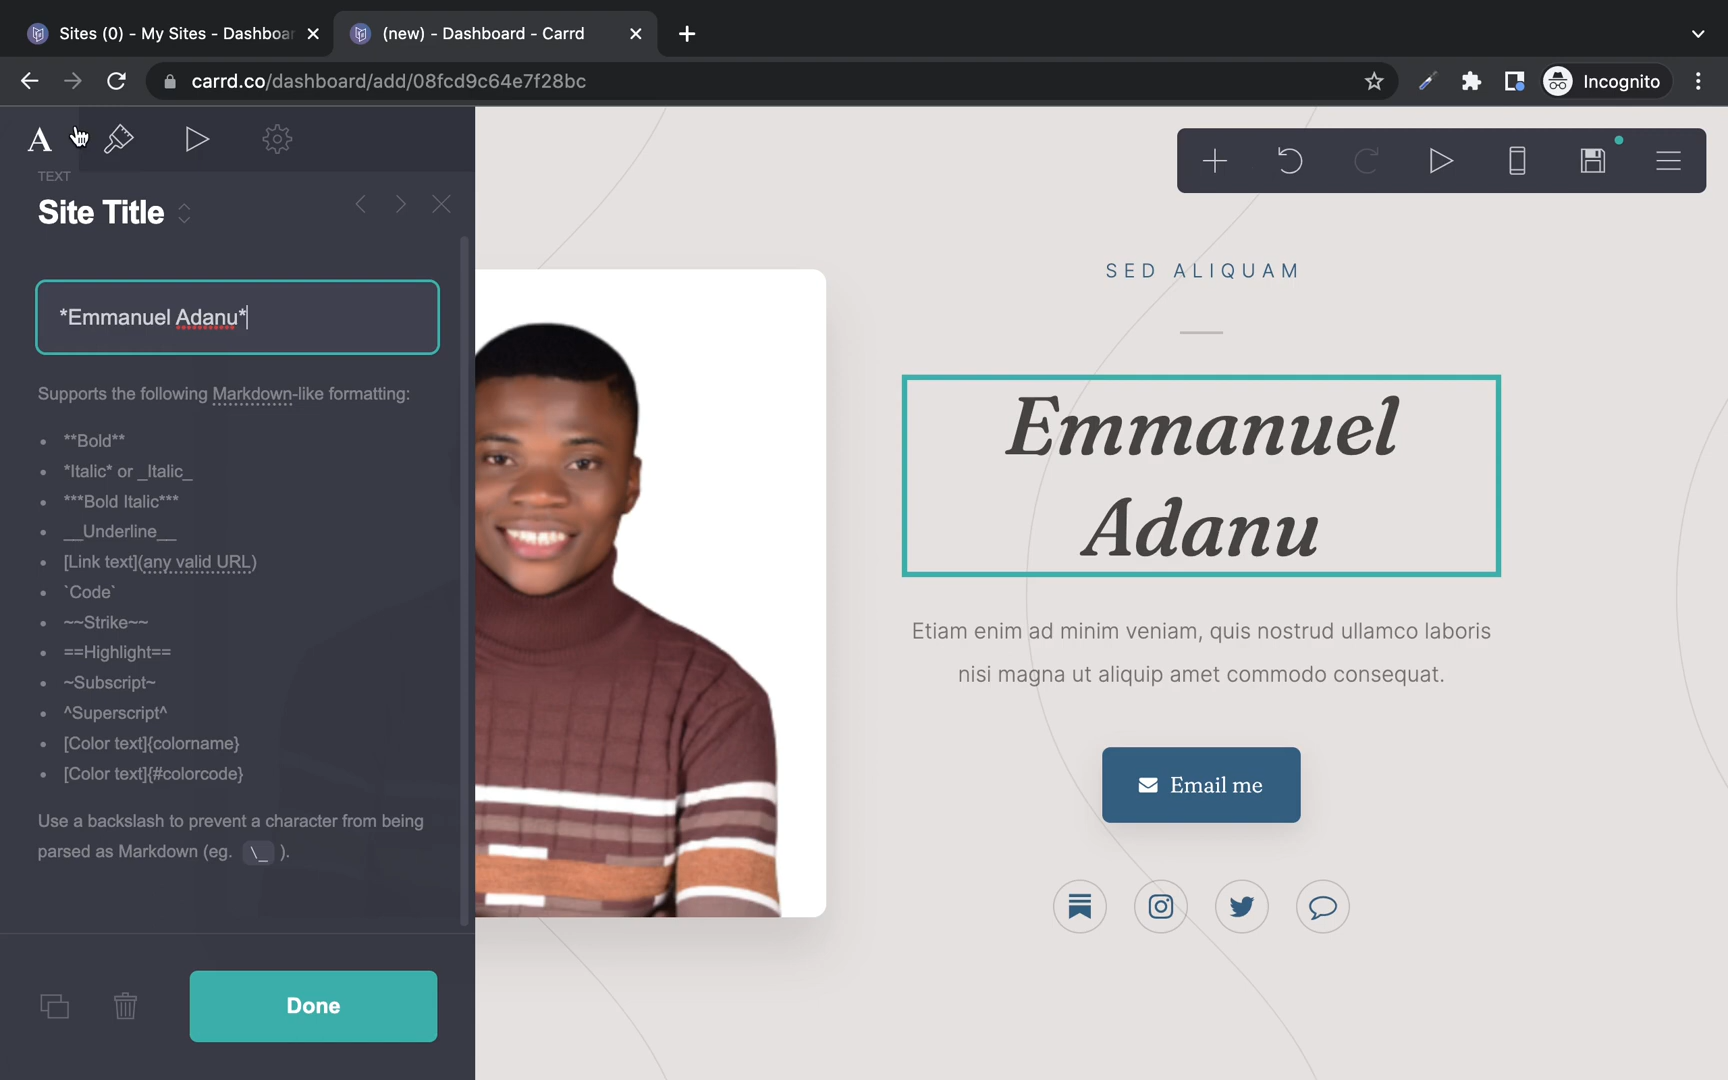 Sites (0) - My Sites - Dashboar
(new) - Dashboard - Carrd
carrd.co/dashboard/add/08fcd9c64e7f28bc
Incognito
A
TEXT
Site Title
*Emmanuel Adanu*
Supports the following Markdown-like formatting:
**Bold**
*Italic* or _Italic_
***Bold Italic***
__Underline__
[Link text](any valid URL)
`Code`
~~Strike~~
==Highlight==
~Subscript~
^Superscript^
[Color text]{colorname}
[Color text]{#colorcode}
Use a backslash to prevent a character from being
parsed as Markdown (eg. \_ ).
Done
SED ALIQUAM
Emmanuel
Adanu
Etiam enim ad minim veniam, quis nostrud ullamco laboris
nisi magna ut aliquip amet commodo consequat.
Email me